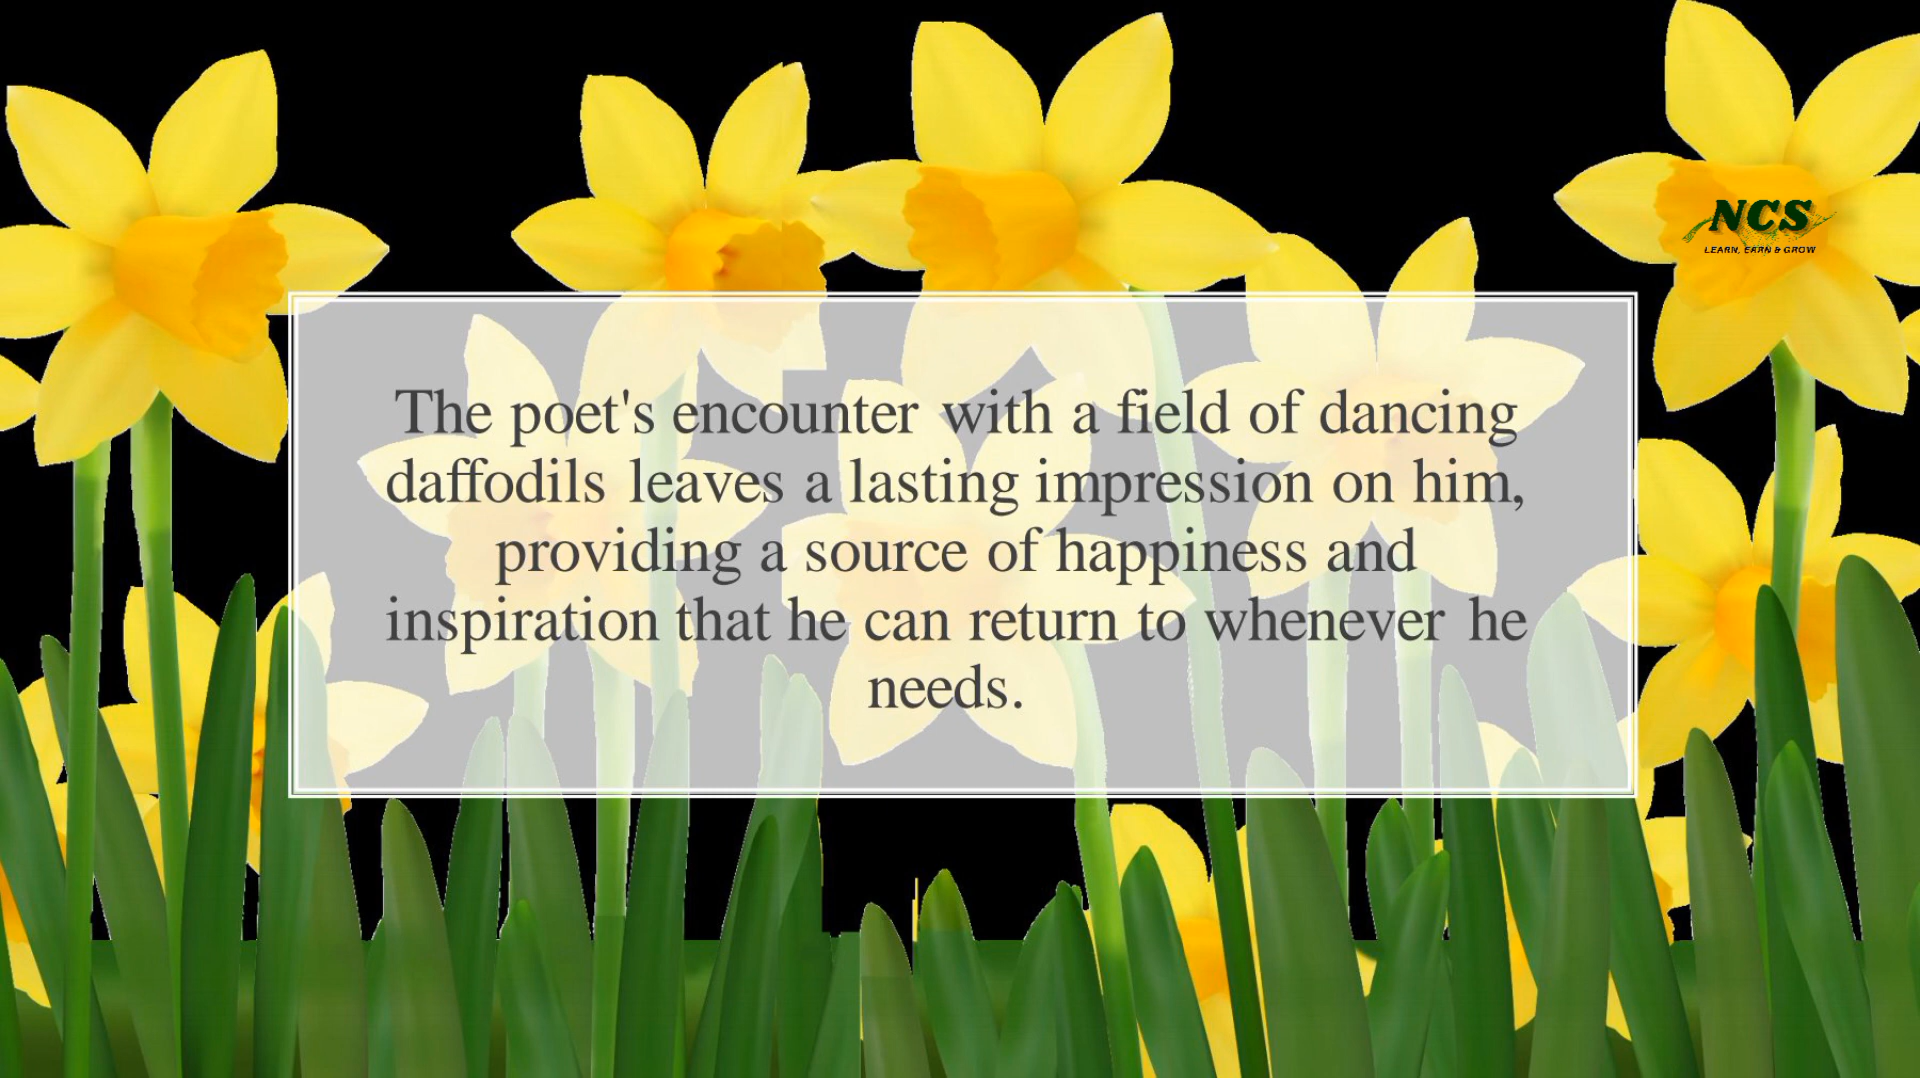 NCS
LEARN, EARN & GROW
The poet's encounter with a field of dancing
daffodils leaves a lasting impression on him,
providing a source of happiness and
inspiration that he can return to whenever he
needs.